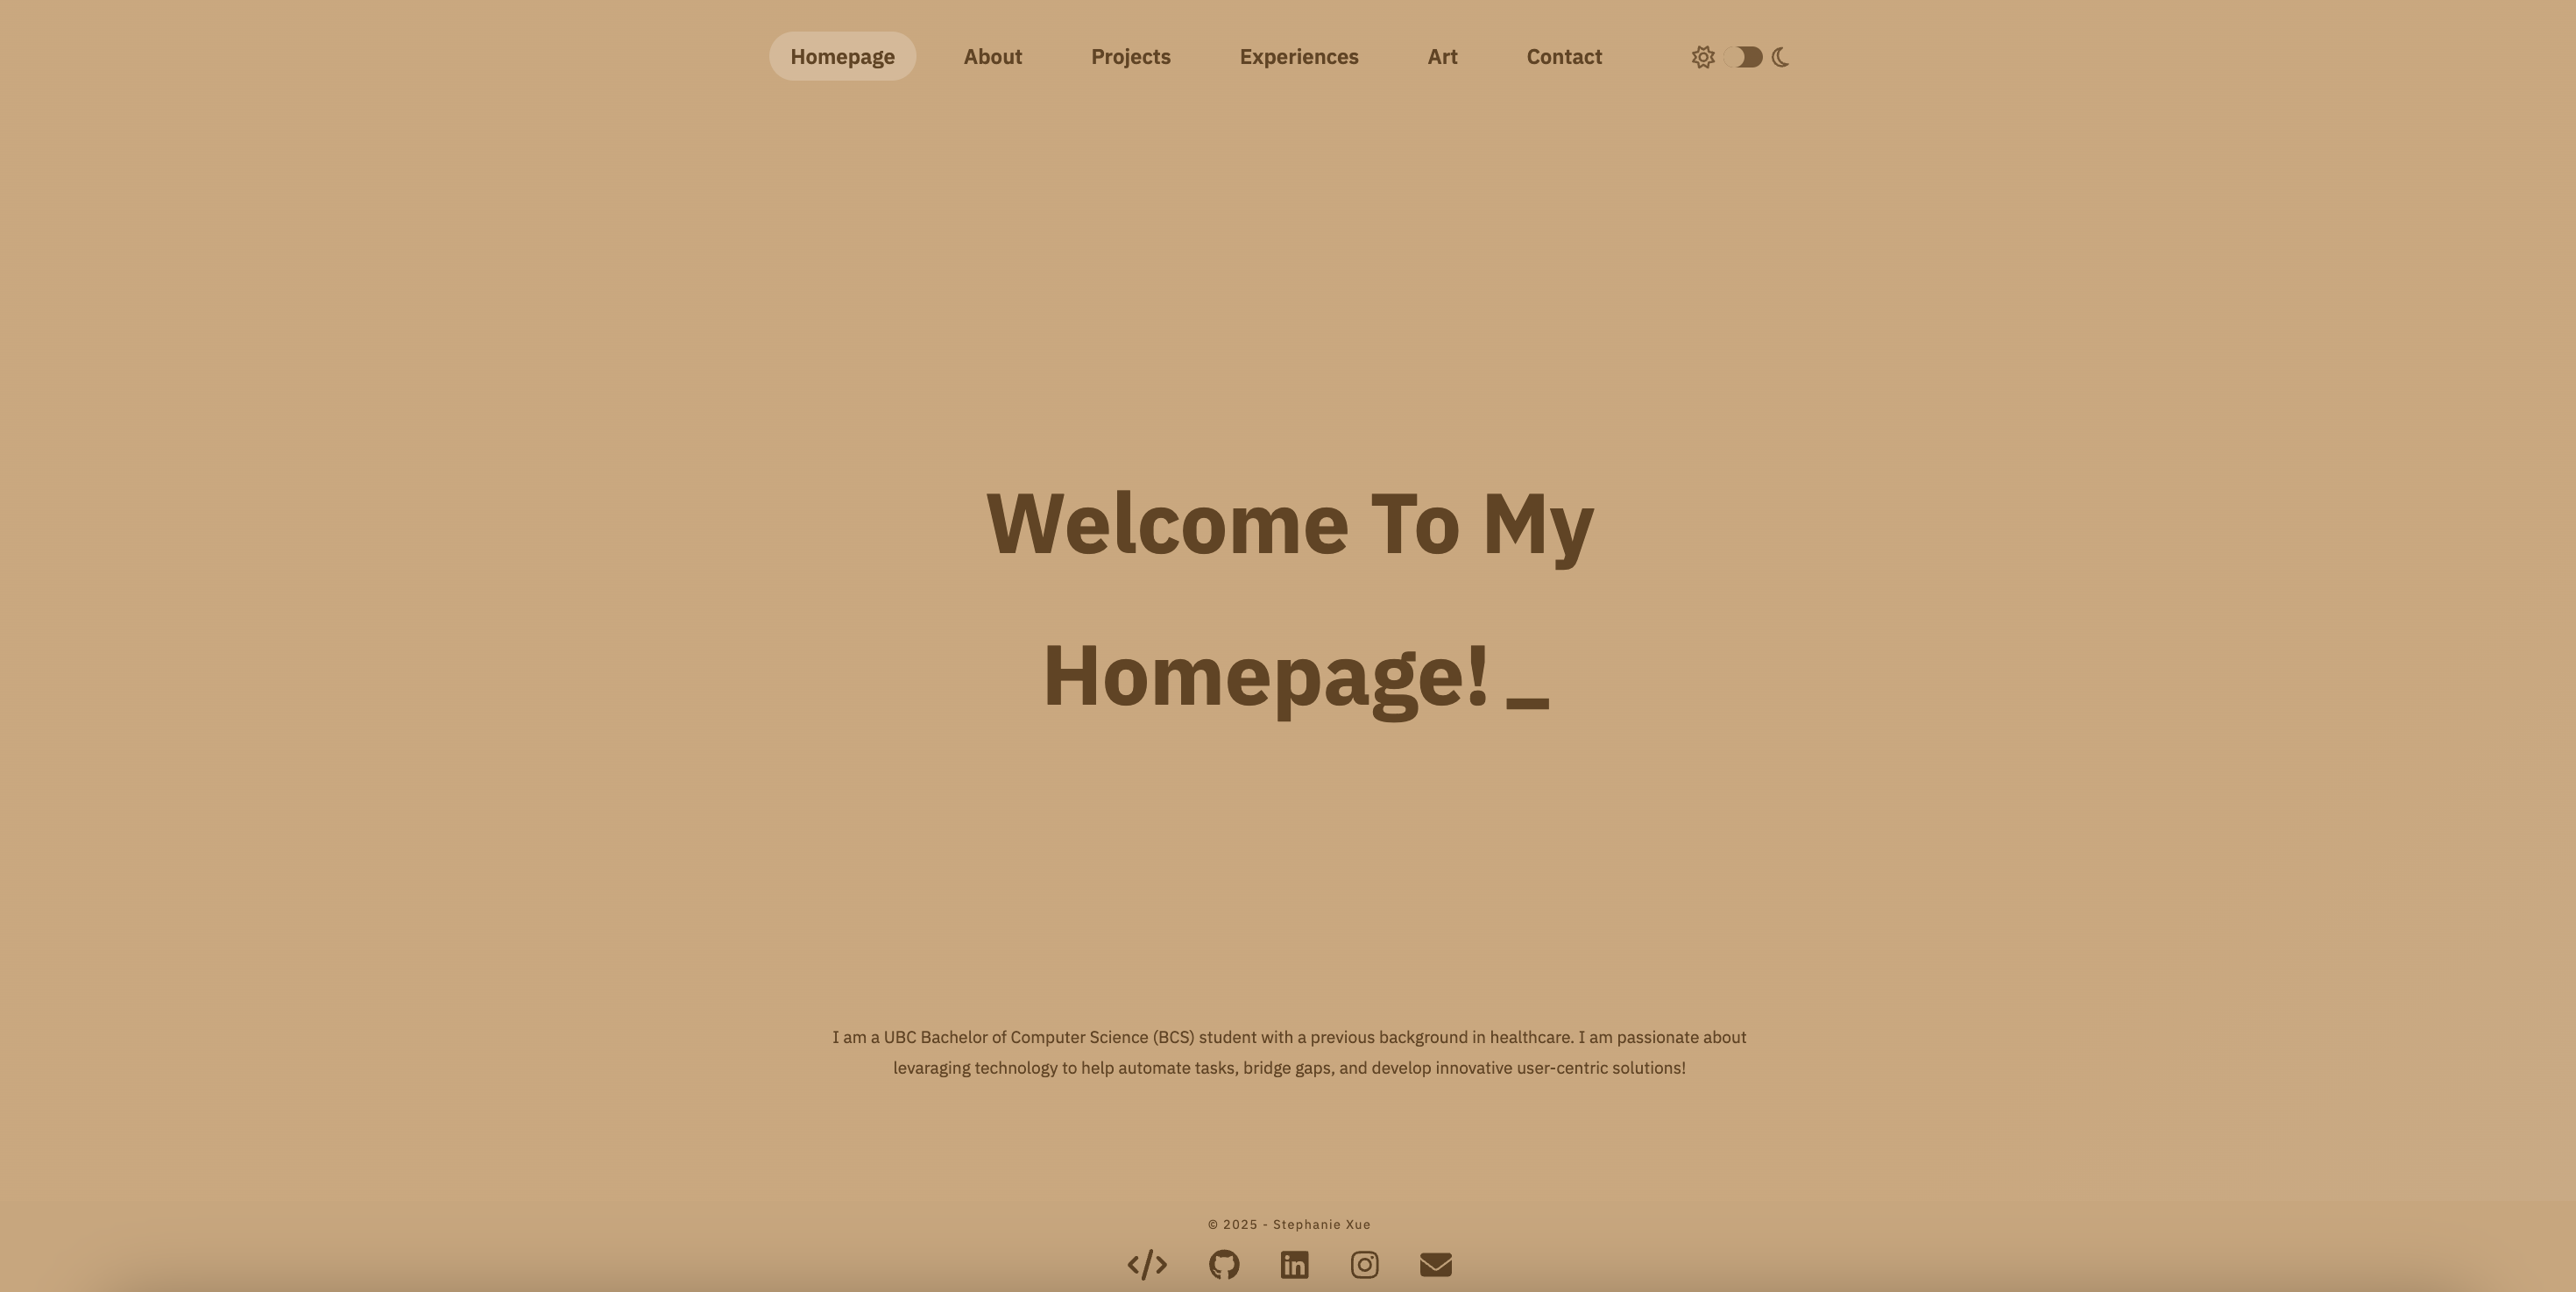 Homepage About Projects Experiences Art Contact
Welcome To My
Homepage! _
I am a UBC Bachelor of Computer Science (BCS) student with a previous background in healthcare. I am passionate about
levaraging technology to help automate tasks, bridge gaps, and develop innovative user-centric solutions!
© 2025 - Stephanie Xue